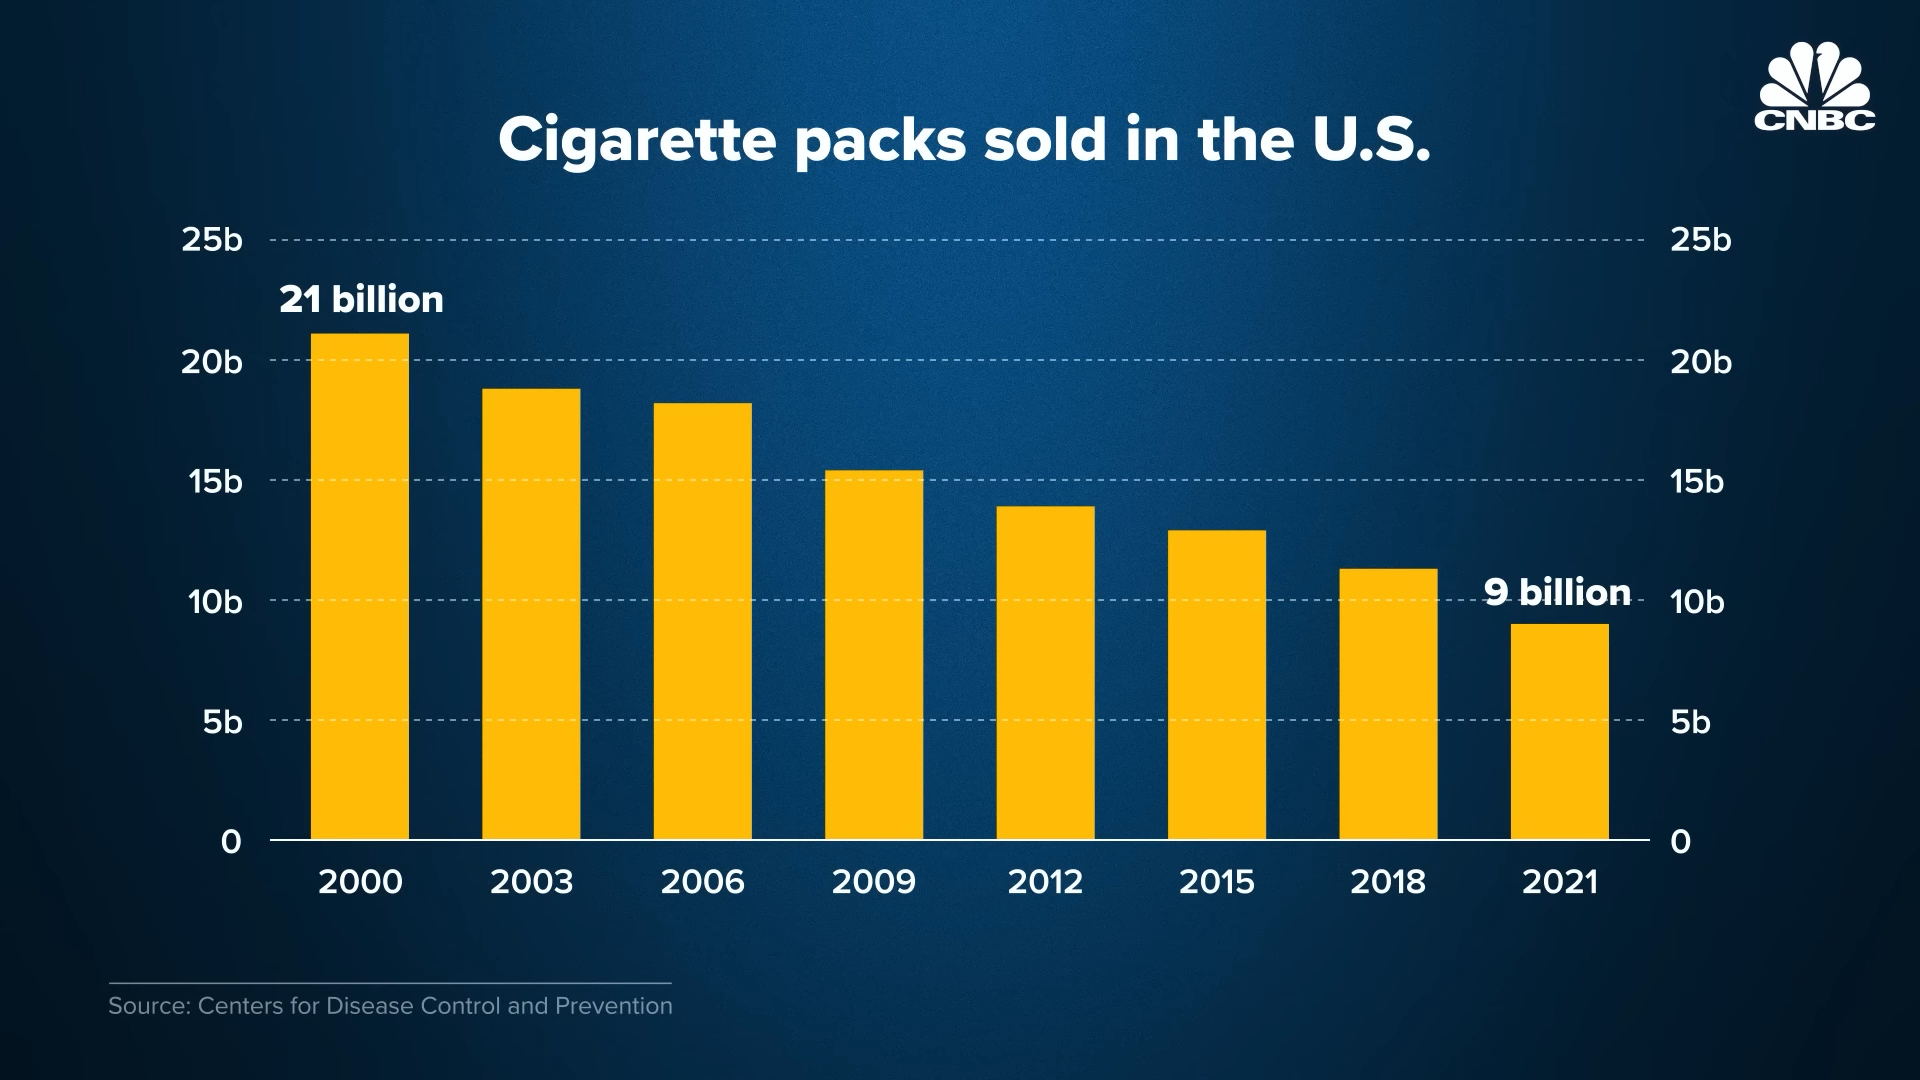 CNBC
Cigarette packs sold in the U.S.
25b 25b
21 billion
20b 20b
15b 15b
9 billion
10b 10b
5b 5b
0 0
2000 2003 2006 2009 2012 2015 2018 2021
Source: Centers for Disease Control and Prevention